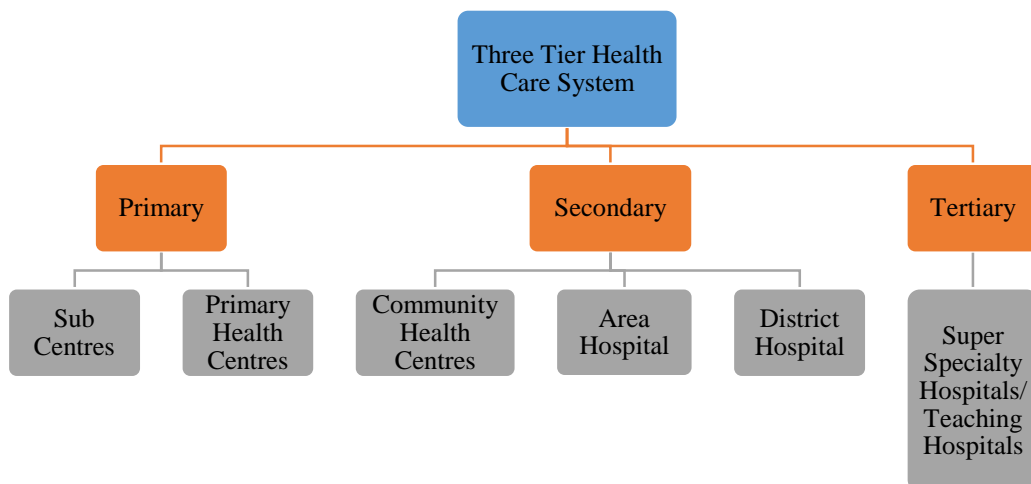 Three Tier Health
Care System
Primary
Secondary
Tertiary
Sub
Centres
Primary
Health
Centres
Community
Health
Centres
Area
Hospital
District
Hospital
Super
Specialty
Hospitals/
Teaching
Hospitals